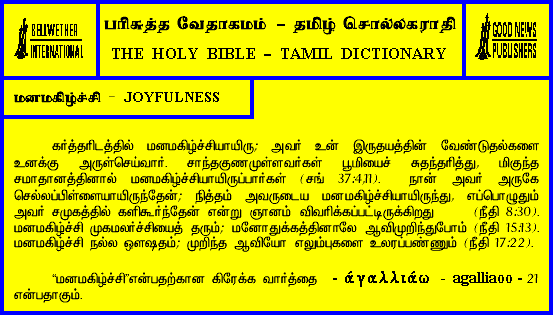 BELLWETHER
INTERNATIONAL
பரிசுத்த வேதாகமம் - தமிழ் சொல்லகராதி
THE HOLY BIBLE - TAMIL DICTIONARY
GOOD NEWS
PUBLISHERS
மனமகிழ்ச்சி - JOYFULNESS
கர்த்தரிடத்தில் மனமகிழ்ச்சியாயிரு; அவர் உன் இருதயத்தின் வேண்டுதல்களை
உனக்கு அருள்செய்வார். சாந்தகுணமுள்ளவர்கள் பூமியைச் சுதந்தரித்து, மிகுந்த
சமாதானத்தினால் மனமகிழ்ச்சியாயிருப்பார்கள் (சங் 37:4,11). நான் அவர் அருகே
செல்லப்பிள்ளையாயிருந்தேன்; நித்தம் அவருடைய மனமகிழ்ச்சியாயிருந்து, எப்பொழுதும்
அவர் சமுகத்தில் களிகூர்ந்தேன் என்று ஞானம் விவரிக்கப்பட்டிருக்கிறது (நீதி 8:30).
மனமகிழ்ச்சி முகமலர்ச்சியைத் தரும்; மனோதுக்கத்தினாலே ஆவிமுறிந்துபோம் (நீதி 15:13).
மனமகிழ்ச்சி நல்ல ஔஷதம்; முறிந்த ஆவியோ எலும்புகளை உலரப்பண்ணும் (நீதி 17:22).
"மனமகிழ்ச்சி"என்பதற்கான கிரேக்க வார்த்தை - ἀγαλλιάω - agalliaoo - 21
என்பதாகும்.